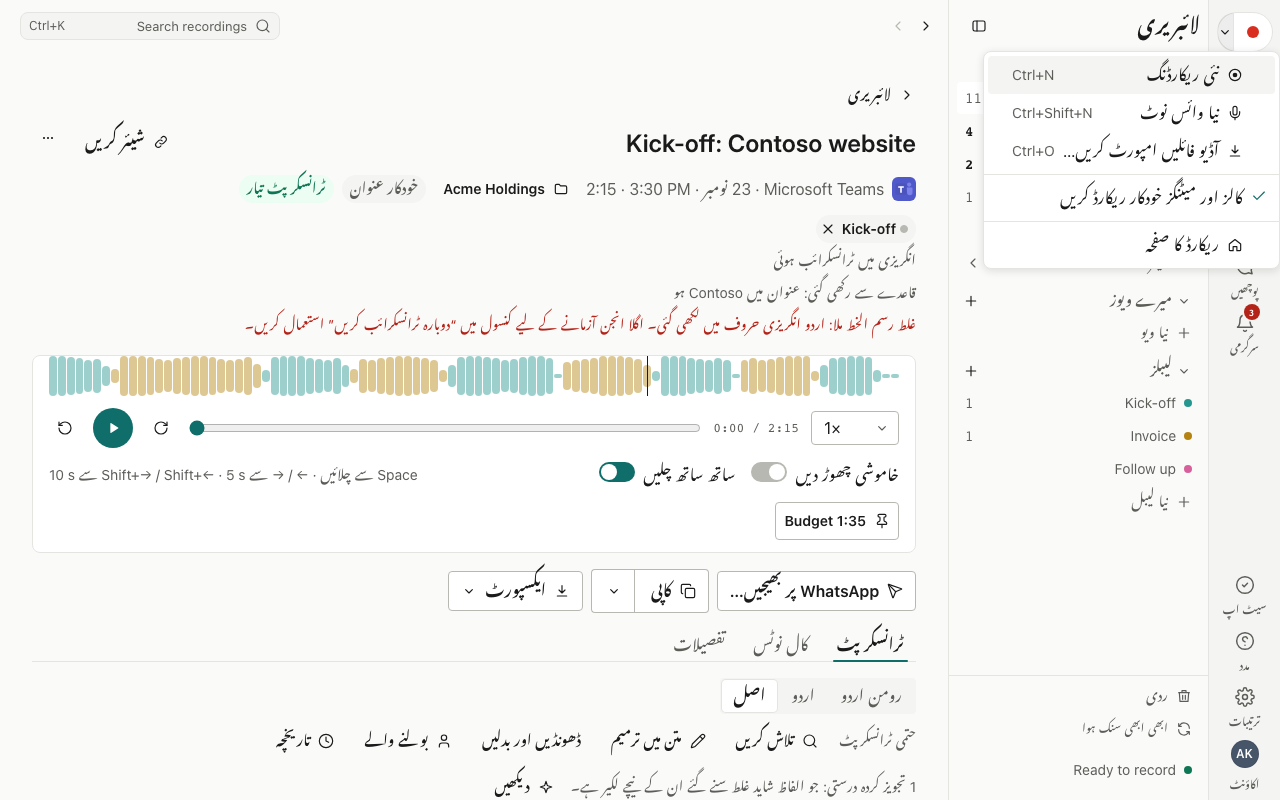 لائبریری
نئی ریکارڈنگ Ctrl+N
نیا وائس نوٹ Ctrl+Shift+N
آڈیو فائلیں امپورٹ کریں... Ctrl+O
کالز اور میٹنگز خودکار ریکارڈ کریں
ریکارڈ کا صفحہ
11
4
2
1
میرے ویوز
نیا ویو
لیبلز
Kick-off 1
Invoice 1
Follow up
نیا لیبل
ردی
ابھی ابھی سنک ہوا
Ready to record
پوچھیں
3
سرگرمی
سیٹ اپ
مدد
ترتیبات
AK
اکاؤنٹ
Search recordings Ctrl+K
لائبریری
Kick-off: Contoso website
شیئر کریں
...
Microsoft Teams · 23 نومبر · 3:30 PM · 2:15
Acme Holdings
خودکار عنوان
ٹرانسکرپٹ تیار
Kick-off
انگریزی میں ٹرانسکرائب ہوئی
قاعدے سے رکھی گئی: عنوان میں Contoso ہو
غلط رسم الخط ملا: اردو انگریزی حروف میں لکھی گئی۔ اگلا انجن آزمانے کے لیے کنسول میں "دوبارہ ٹرانسکرائب کریں" استعمال کریں۔
0:00 / 2:15
1×
خاموشی چھوڑ دیں
ساتھ ساتھ چلیں
Space سے چلائیں · ← / → سے 5 s · Shift+← / Shift+→ سے 10 s
Budget 1:35
WhatsApp پر بھیجیں...
کاپی
ایکسپورٹ
ٹرانسکرپٹ
کال نوٹس
تفصیلات
رومن اردو
اردو
اصل
حتمی ٹرانسکرپٹ
تلاش کریں
متن میں ترمیم
ڈھونڈیں اور بدلیں
بولنے والے
تاریخچہ
1 تجویز کردہ درستی: جو الفاظ شاید غلط سنے گئے ان کے نیچے لکیر ہے۔
دیکھیں